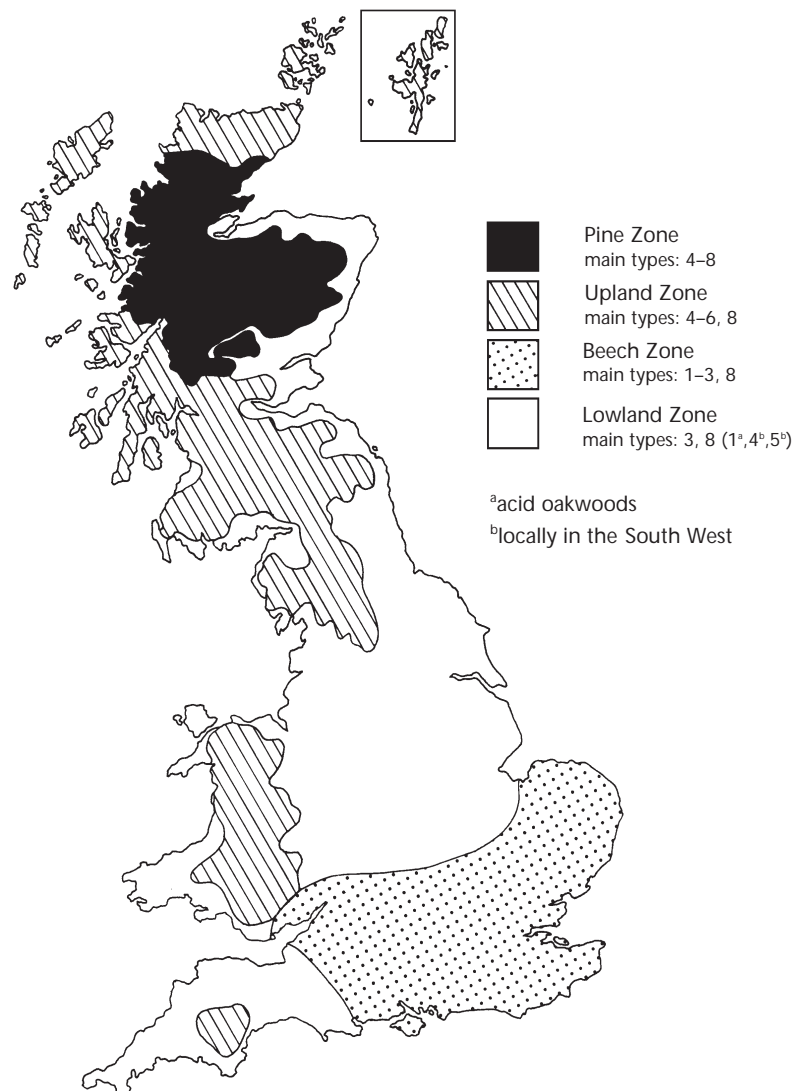 Pine Zone
main types: 4–8
Upland Zone
main types: 4–6, 8
Beech Zone
main types: 1–3, 8
Lowland Zone
main types: 3, 8 (1ᵃ,4ᵇ,5ᵇ)
ᵃacid oakwoods
ᵇlocally in the South West